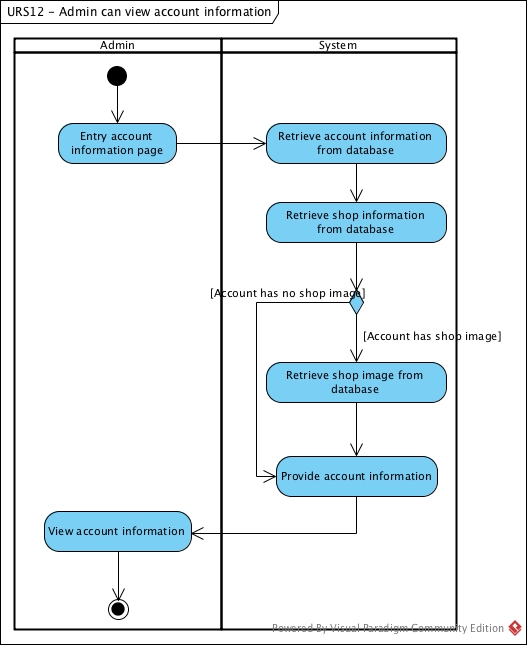 URS12 - Admin can view account information
Admin
System
Entry account
information page
Retrieve account information
from database
Retrieve shop information
from database
[Account has no shop image]
[Account has shop image]
Retrieve shop image from
database
Provide account information
View account information
Powered By Visual Paradigm Community Edition